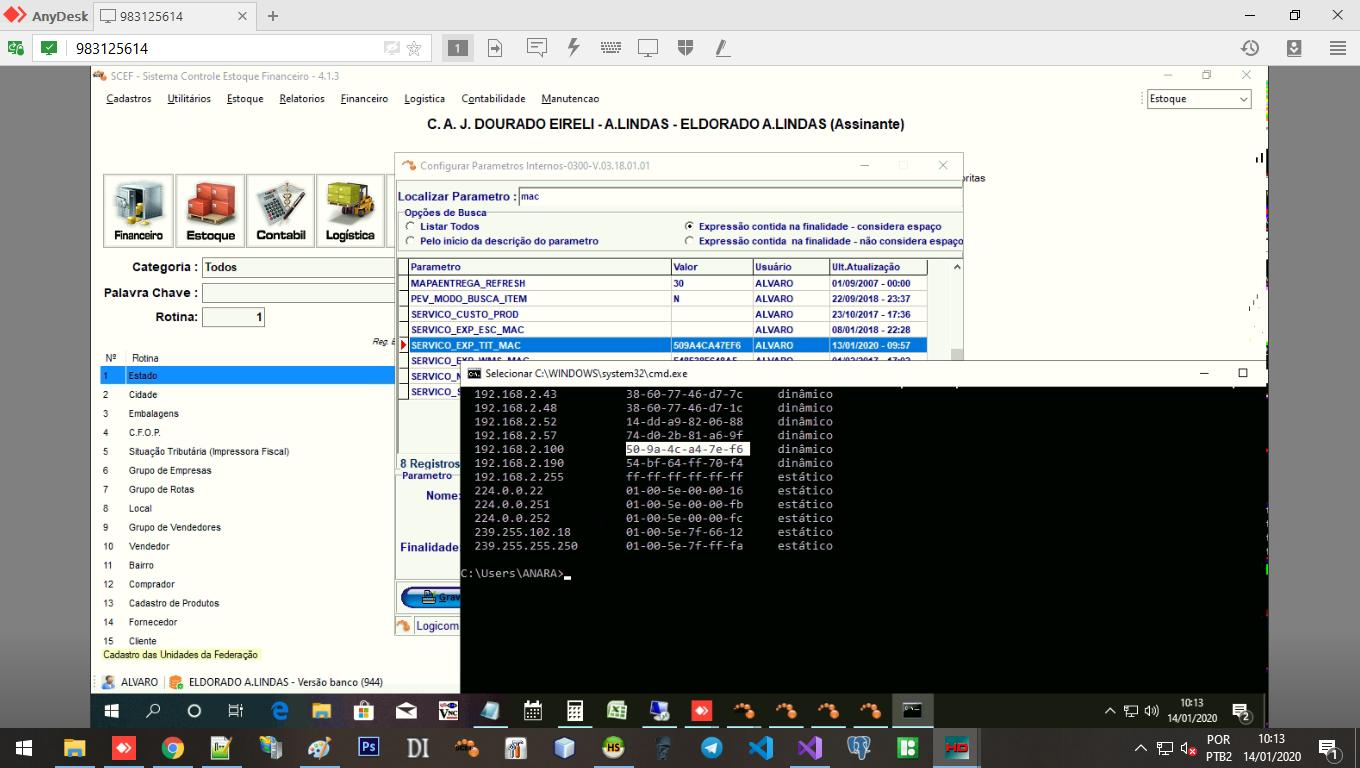 AnyDesk 983125614
983125614
1
SCEF - Sistema Controle Estoque Financeiro - 4.1.3
Cadastros Utilitários Estoque Relatorios Financeiro Logistica Contabilidade Manutencao
Estoque
C. A. J. DOURADO EIRELI - A.LINDAS - ELDORADO A.LINDAS (Assinante)
Configurar Parametros Internos-0300-V.03.18.01.01
oritas
Localizar Parametro : mac
Opções de Busca
Listar Todos
Expressão contida na finalidade - considera espaço
Pelo início da descrição do parametro
Expressão contida na finalidade - não considera espaço
Financeiro Estoque Contabil Logística
Categoria : Todos
Palavra Chave :
Rotina: 1
Reg. E
Parametro Valor Usuário Ult.Atualização
MAPAENTREGA_REFRESH 30 ALVARO 01/09/2007 - 00:00
PEV_MODO_BUSCA_ITEM N ALVARO 22/09/2018 - 23:37
SERVICO_CUSTO_PROD ALVARO 23/10/2017 - 17:36
SERVICO_EXP_ESC_MAC ALVARO 08/01/2018 - 22:28
SERVICO_EXP_TIT_MAC 509A4CA47EF6 ALVARO 13/01/2020 - 09:57
SERVICO_EXP_WMS_MAC
SERVICO_N
SERVICO_S
8 Registros
Parametro
Nome:
Finalidade
Grav
Logicom
Nº Rotina
1 Estado
2 Cidade
3 Embalagens
4 C.F.O.P.
5 Situação Tributária (Impressora Fiscal)
6 Grupo de Empresas
7 Grupo de Rotas
8 Local
9 Grupo de Vendedores
10 Vendedor
11 Bairro
12 Comprador
13 Cadastro de Produtos
14 Fornecedor
15 Cliente
Cadastro das Unidades da Federação
ALVARO ELDORADO A.LINDAS - Versão banco (944)
Selecionar C:\WINDOWS\system32\cmd.exe
192.168.2.43 38-60-77-46-d7-7c dinâmico
192.168.2.48 38-60-77-46-d7-1c dinâmico
192.168.2.52 14-dd-a9-82-06-88 dinâmico
192.168.2.57 74-d0-2b-81-a6-9f dinâmico
192.168.2.100 50-9a-4c-a4-7e-f6 dinâmico
192.168.2.190 54-bf-64-ff-70-f4 dinâmico
192.168.2.255 ff-ff-ff-ff-ff-ff estático
224.0.0.22 01-00-5e-00-00-16 estático
224.0.0.251 01-00-5e-00-00-fb estático
224.0.0.252 01-00-5e-00-00-fc estático
239.255.102.18 01-00-5e-7f-66-12 estático
239.255.255.250 01-00-5e-7f-ff-fa estático
C:\Users\ANARA>
10:13
14/01/2020
2
Ps DI HS HD
POR
PTB2
10:13
14/01/2020
1